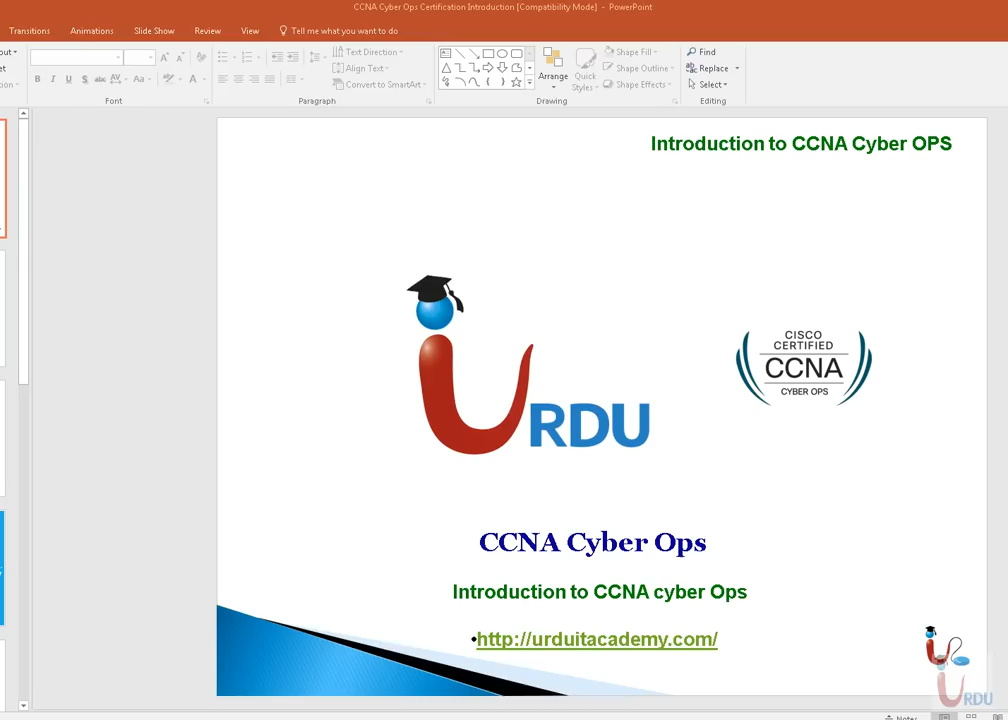 CCNA Cyber Ops Certification Introduction [Compatibility Mode] - PowerPoint
Transitions Animations Slide Show Review View Tell me what you want to do
Text Direction
Align Text
Convert to SmartArt
Arrange
Quick Styles
Shape Fill
Shape Outline
Shape Effects
Find
Replace
Select
Font Paragraph Drawing Editing
Introduction to CCNA Cyber OPS
URDU
CISCO
CERTIFIED
CCNA
CYBER OPS
CCNA Cyber Ops
Introduction to CCNA cyber Ops
•http://urduitacademy.com/
URDU
Notes